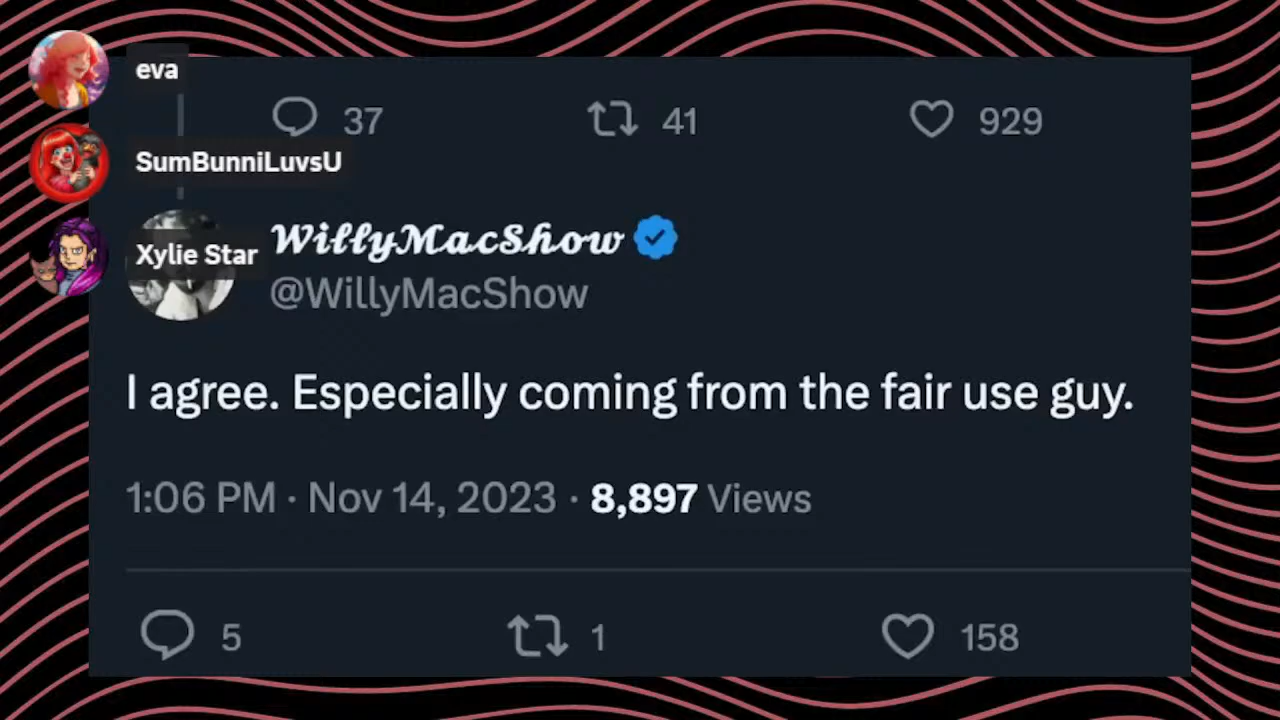 eva
37 41 929
SumBunniLuvsU
WillyMacShow
Xylie Star
@WillyMacShow
I agree. Especially coming from the fair use guy.
1:06 PM · Nov 14, 2023 · 8,897 Views
5 1 158